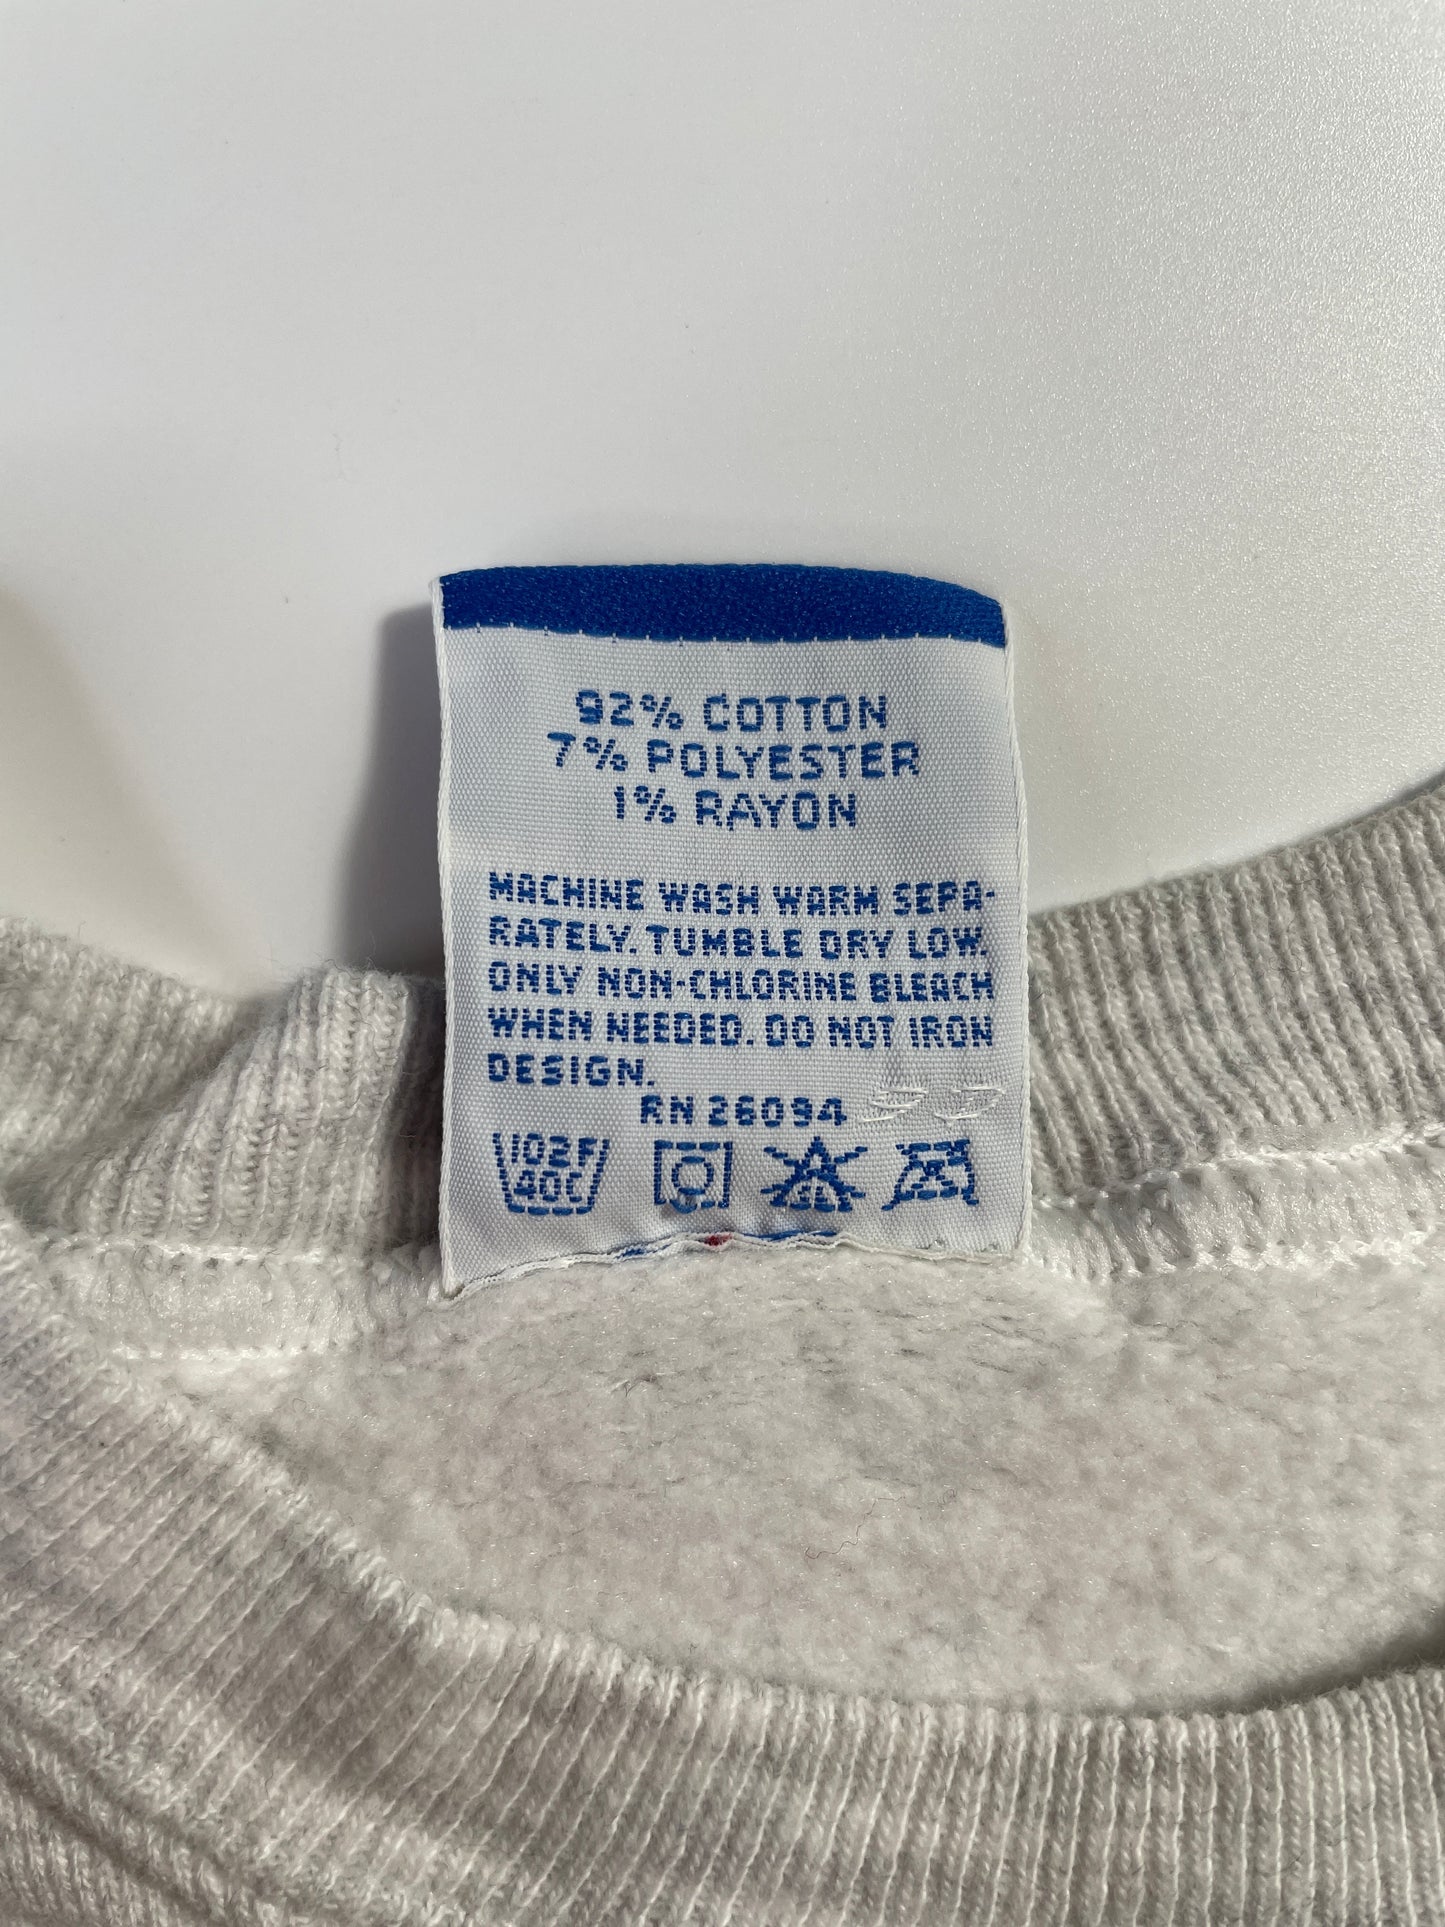 92% COTTON
7% POLYESTER
1% RAYON
MACHINE WASH WARM SEPA-
RATELY. TUMBLE DRY LOW.
ONLY NON-CHLORINE BLEACH
WHEN NEEDED. DO NOT IRON
DESIGN.
RN 26094
102F
40C